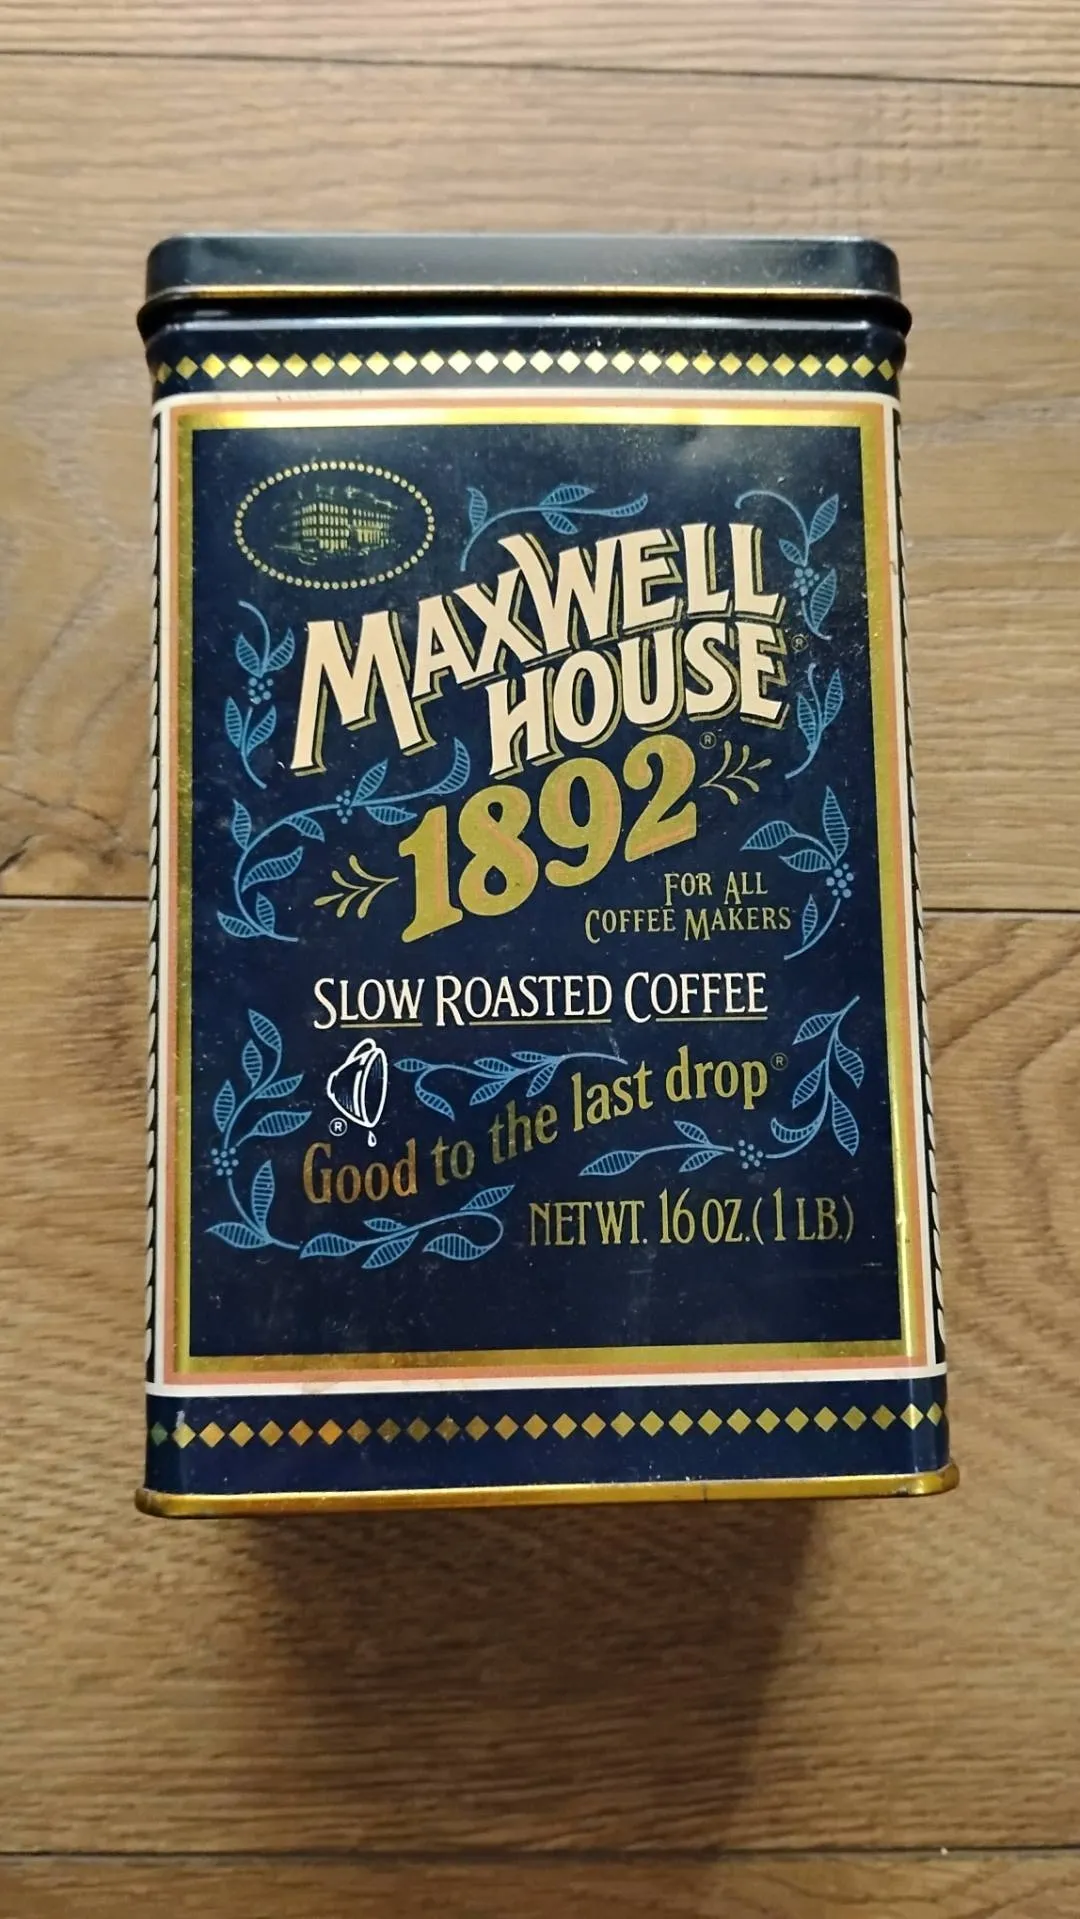 MAXWELL
HOUSE®
1892®
FOR ALL
COFFEE MAKERS
SLOW ROASTED COFFEE
®
Good to the last drop®
NET WT. 16 OZ. (1 LB.)